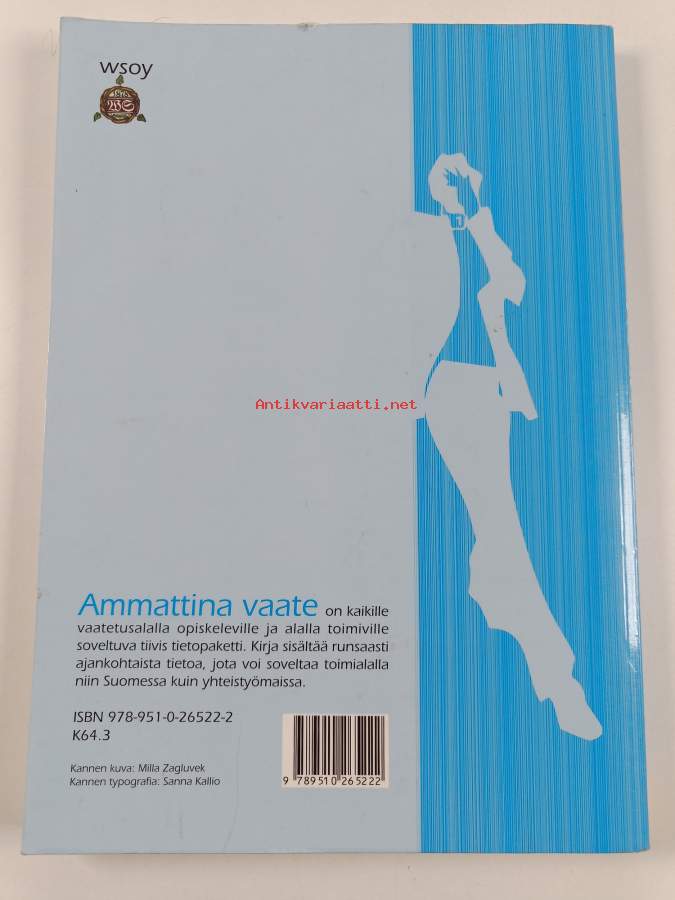 wsoy
1878
WS
Antikvariaatti.net
Ammattina vaate on kaikille
vaatetusalalla opiskeleville ja alalla toimiville
soveltuva tiivis tietopaketti. Kirja sisältää runsaasti
ajankohtaista tietoa, jota voi soveltaa toimialalla
niin Suomessa kuin yhteistyömaissa.
ISBN 978-951-0-26522-2
K64.3
Kannen kuva: Milla Zagluvek
Kannen typografia: Sanna Kallio
9 789510 265222